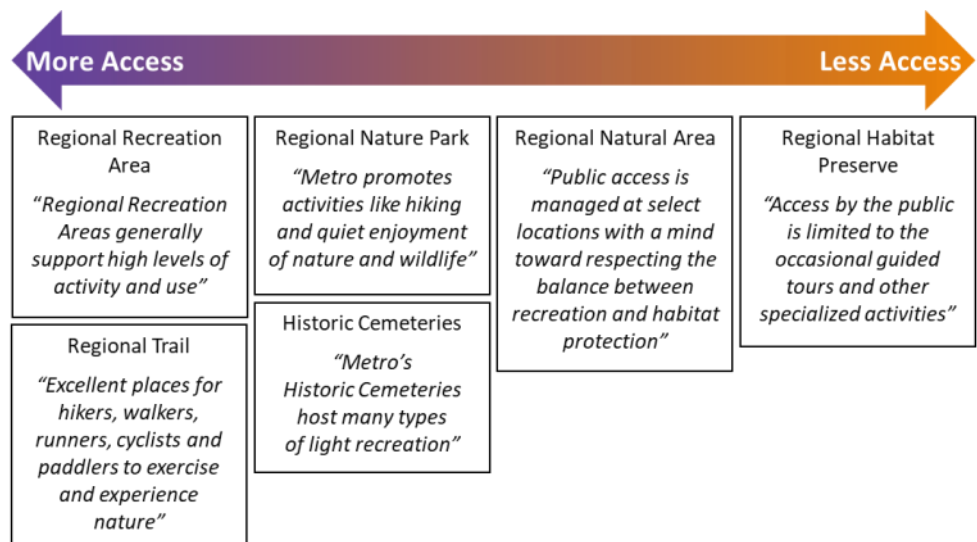 More Access
Less Access
Regional Recreation
Area
“Regional Recreation
Areas generally
support high levels of
activity and use”
Regional Trail
“Excellent places for
hikers, walkers,
runners, cyclists and
paddlers to exercise
and experience
nature”
Regional Nature Park
“Metro promotes
activities like hiking
and quiet enjoyment
of nature and wildlife”
Historic Cemeteries
“Metro’s
Historic Cemeteries
host many types
of light recreation”
Regional Natural Area
“Public access is
managed at select
locations with a mind
toward respecting the
balance between
recreation and habitat
protection”
Regional Habitat
Preserve
“Access by the public
is limited to the
occasional guided
tours and other
specialized activities”